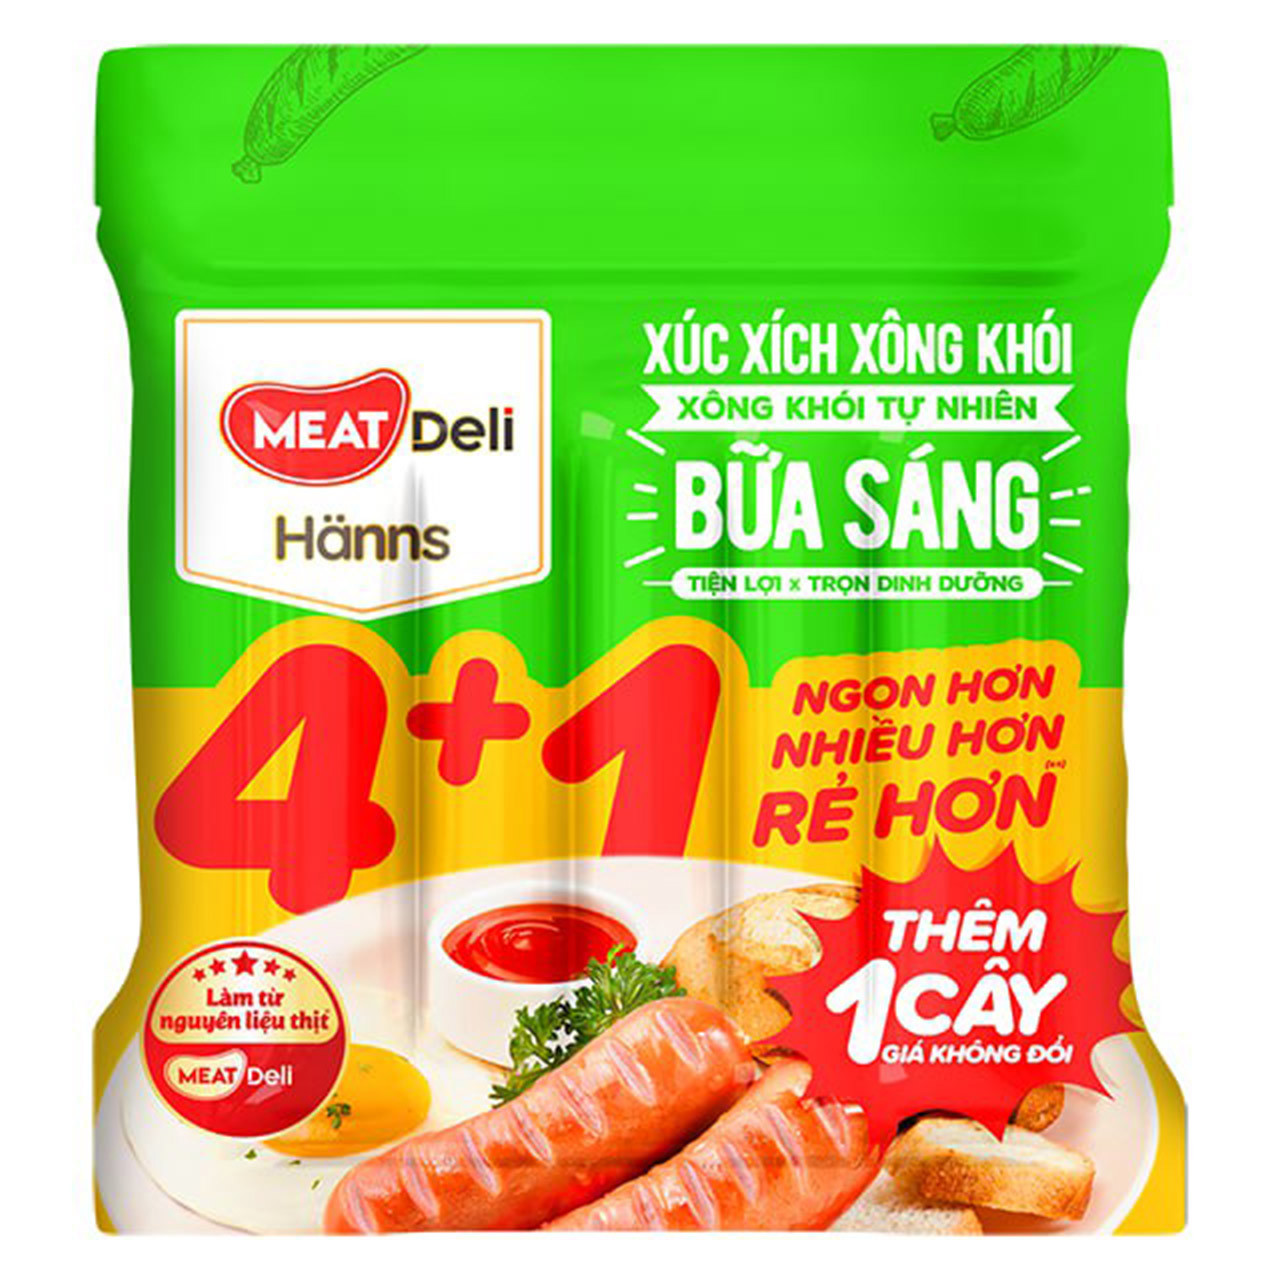 MEAT Deli
Hänns
XÚC XÍCH XÔNG KHÓI
XÔNG KHÓI TỰ NHIÊN
BỮA SÁNG
TIỆN LỢI x TRỌN DINH DƯỠNG
4+1
NGON HƠN
NHIỀU HƠN
RẺ HƠN(**)
THÊM
1 CÂY
GIÁ KHÔNG ĐỔI
Làm từ
nguyên liệu thịt
MEAT Deli